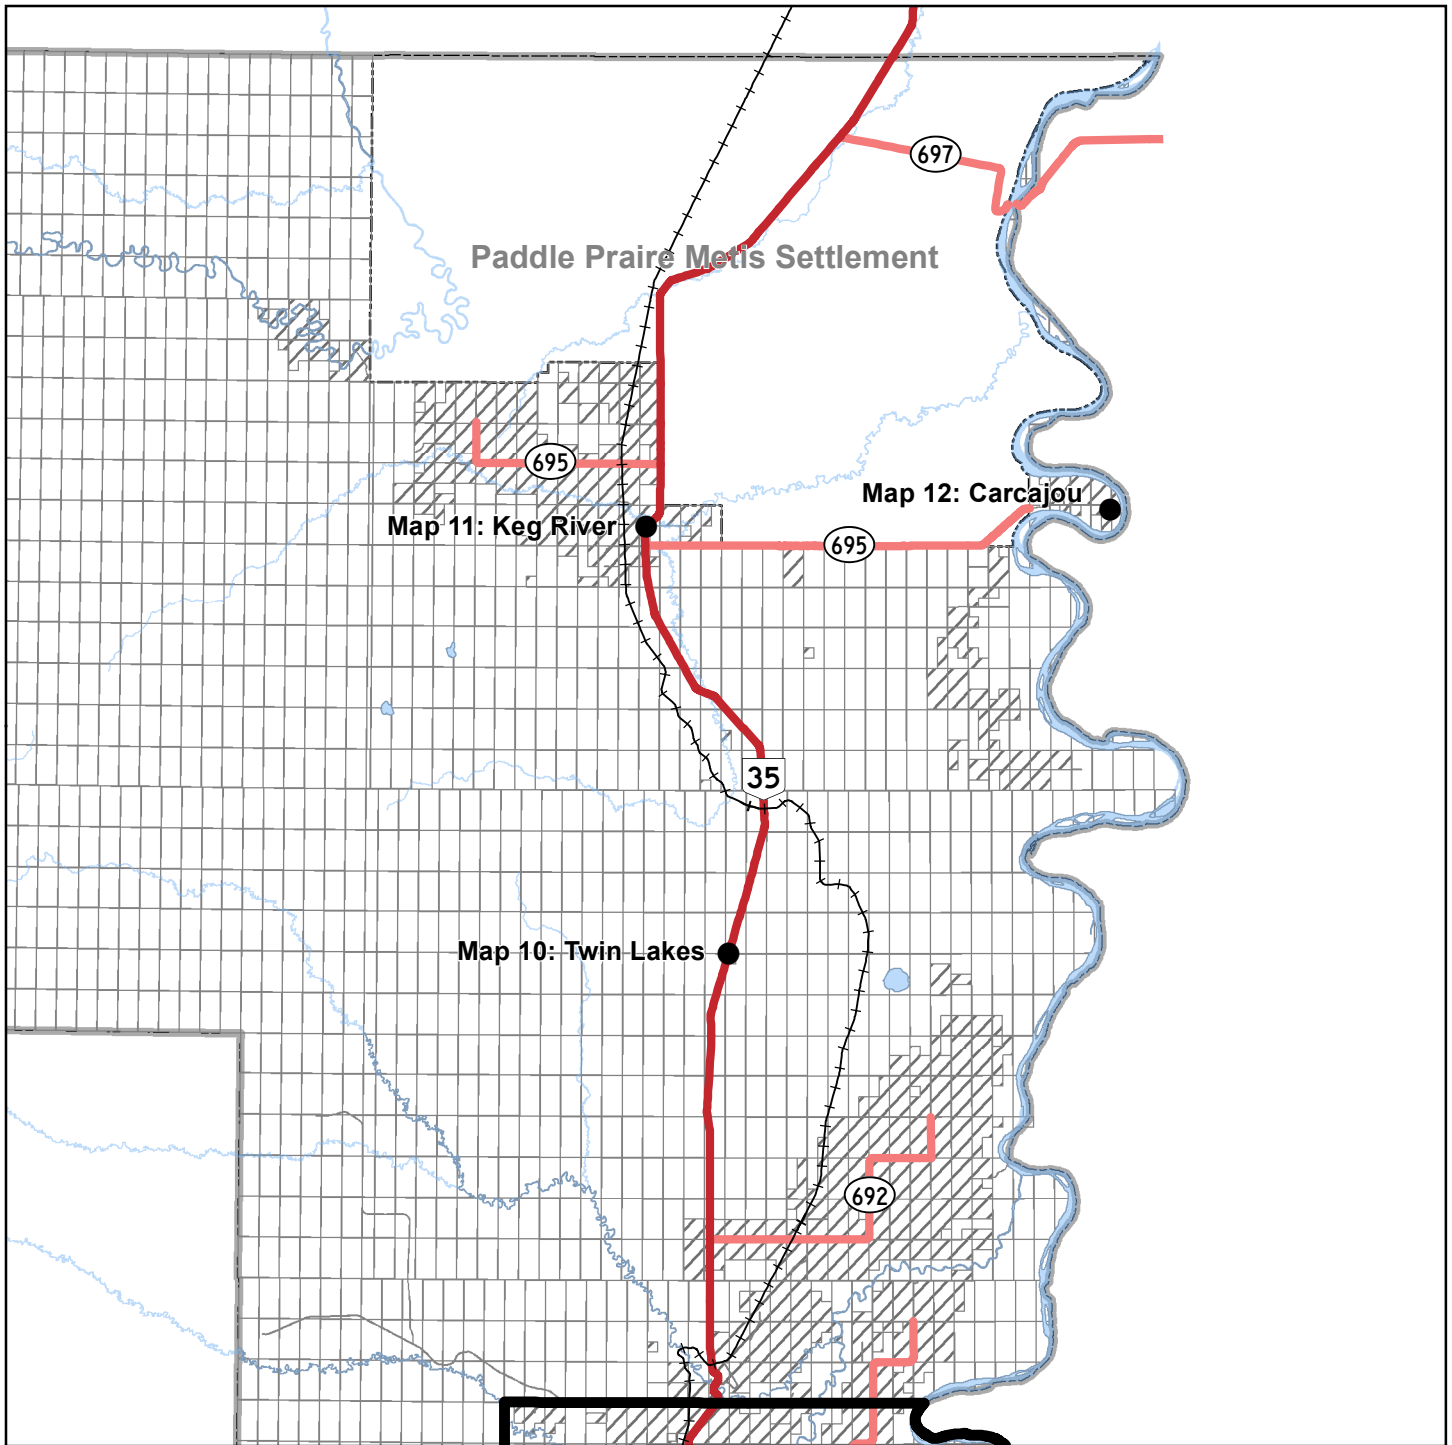 697
Paddle Praire Metis Settlement
695
Map 12: Carcajou
Map 11: Keg River
695
35
Map 10: Twin Lakes
692